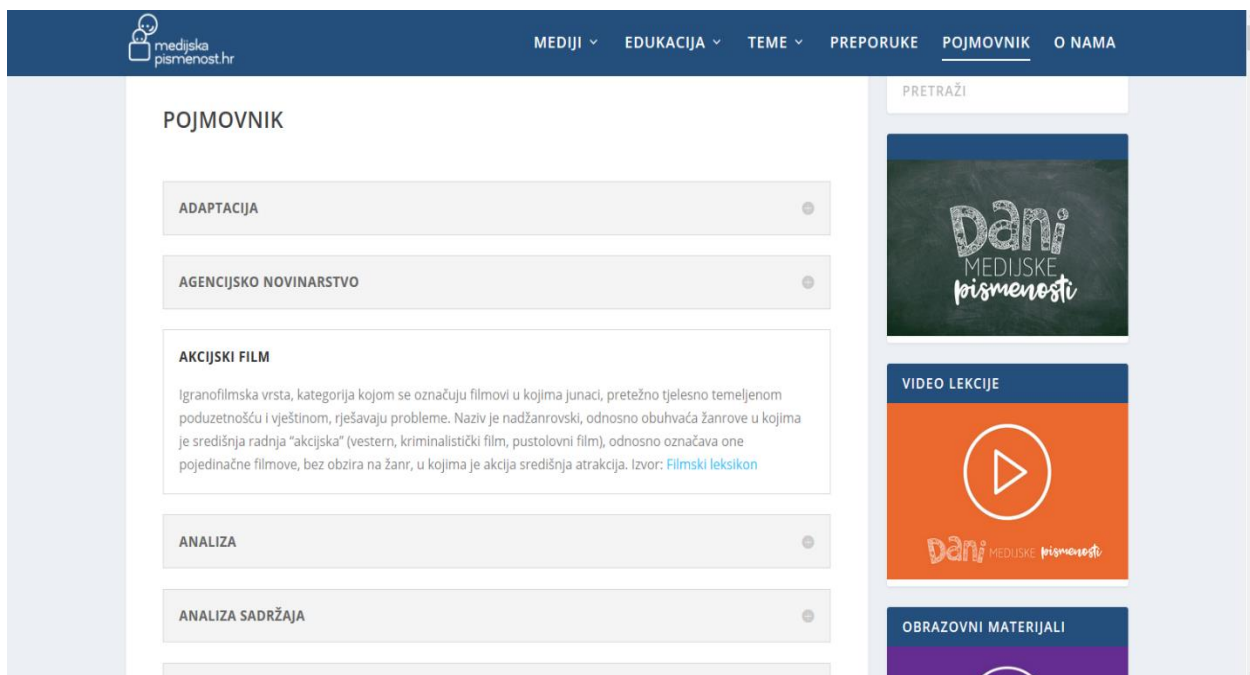 medijska
pismenost.hr
MEDIJI EDUKACIJA TEME PREPORUKE POJMOVNIK O NAMA
POJMOVNIK
ADAPTACIJA
AGENCIJSKO NOVINARSTVO
AKCIJSKI FILM
Igranofilmska vrsta, kategorija kojom se označuju filmovi u kojima junaci, pretežno tjelesno temeljenom
poduzetnošću i vještinom, rješavaju probleme. Naziv je nadžanrovski, odnosno obuhvaća žanrove u kojima
je središnja radnja “akcijska” (vestern, kriminalistički film, pustolovni film), odnosno označava one
pojedinačne filmove, bez obzira na žanr, u kojima je akcija središnja atrakcija. Izvor: Filmski leksikon
ANALIZA
ANALIZA SADRŽAJA
PRETRAŽI
Dani
MEDIJSKE
pismenosti
VIDEO LEKCIJE
Dani MEDIJSKE pismenosti
OBRAZOVNI MATERIJALI